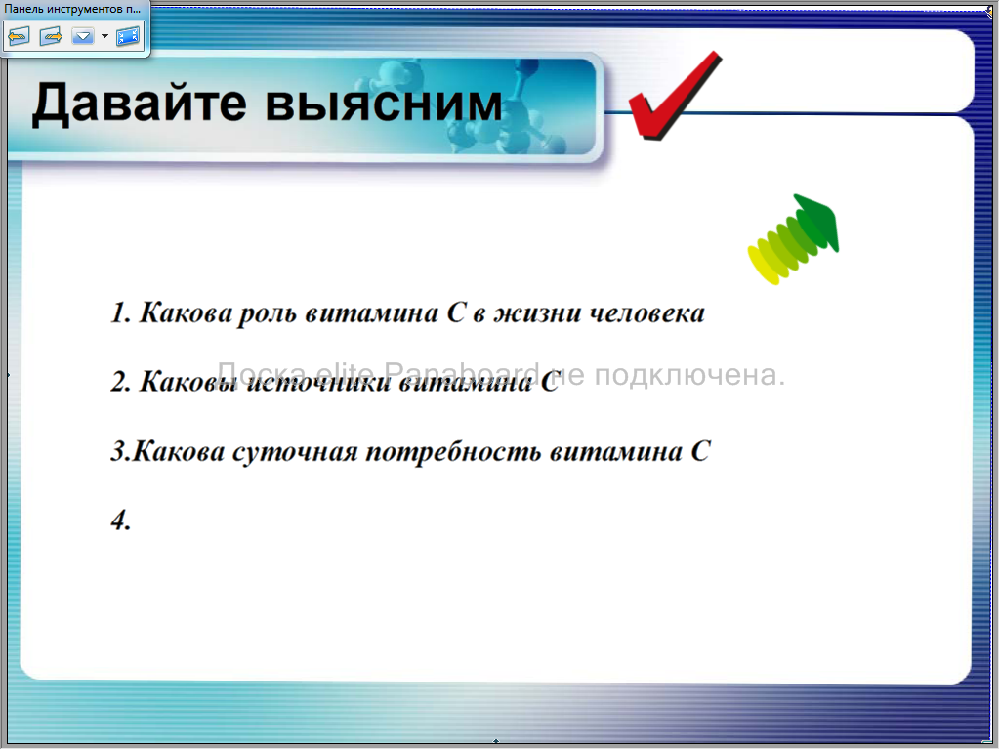 Панель инструментов п...
Давайте выясним
1. Какова роль витамина С в жизни человека
Доска elite Panaboard не подключена.
2. Каковы источники витамина С
3.Какова суточная потребность витамина С
4.